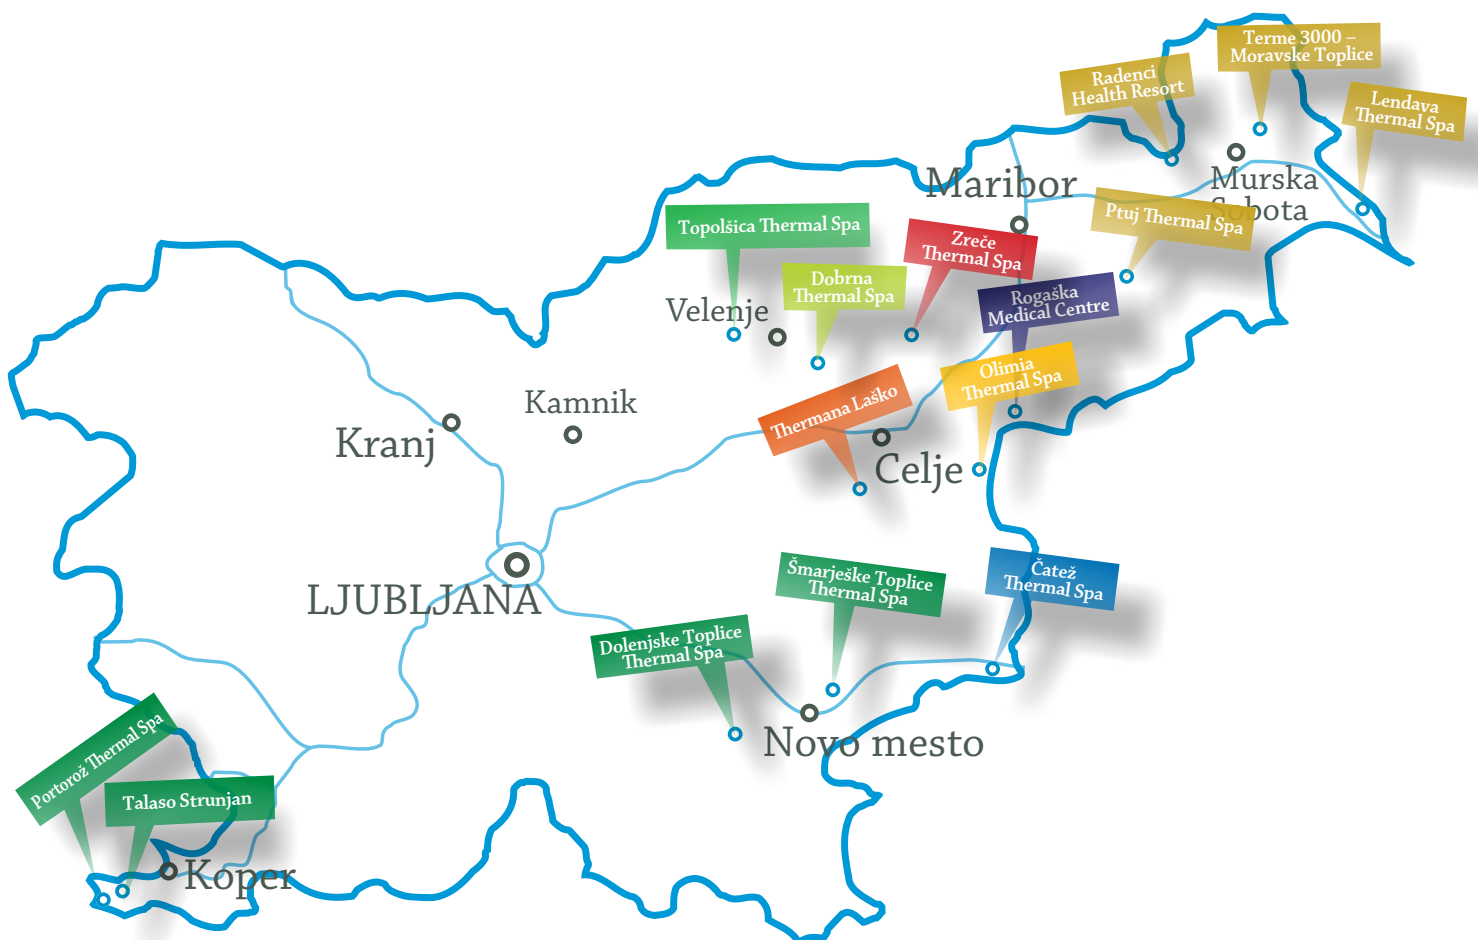 Terme 3000 –
Moravske Toplice
Radenci
Health Resort
Lendava
Thermal Spa
Maribor
Murska
Sobota
Ptuj Thermal Spa
Topolšica Thermal Spa
Zreče
Thermal Spa
Dobrna
Thermal Spa
Rogaška
Medical Centre
Velenje
Olimia
Thermal Spa
Thermana Laško
Kamnik
Kranj
Celje
LJUBLJANA
Šmarješke Toplice
Thermal Spa
Čatež
Thermal Spa
Dolenjske Toplice
Thermal Spa
Novo mesto
Portorož Thermal Spa
Talaso Strunjan
Koper